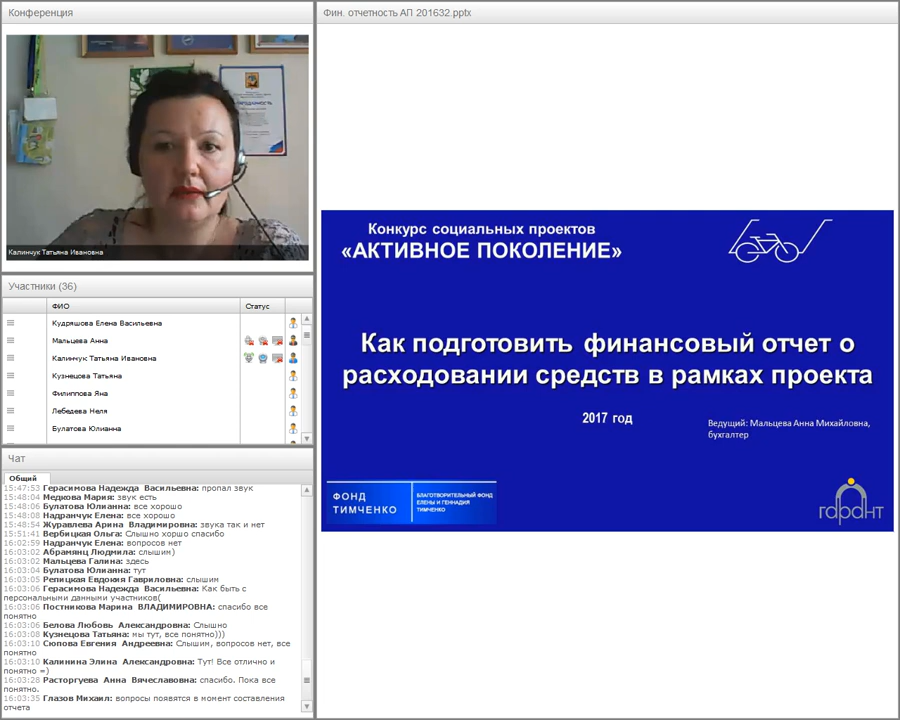 Конференция
Калинчук Татьяна Ивановна
Участники (36)
ФИО
Статус
Кудряшова Елена Васильевна
Мальцева Анна
Калинчук Татьяна Ивановна
Кузнецова Татьяна
Филиппова Яна
Лебедева Неля
Булатова Юлианна
Чат
Общий
15:47:53 Герасимова Надежда Васильевна: пропал звук
15:48:04 Медкова Мария: звук есть
15:48:06 Булатова Юлианна: все хорошо
15:48:08 Надранчук Елена: все хорошо
15:48:54 Журавлева Арина Владимировна: звука так и нет
15:51:41 Вербицкая Ольга: Слышно хоршо спасибо
16:02:59 Надранчук Елена: вопросов нет
16:03:02 Абрамянц Людмила: слышим)
16:03:02 Мальцева Галина: здесь
16:03:04 Булатова Юлианна: тут
16:03:05 Репицкая Евдокия Гавриловна: слышим
16:03:06 Герасимова Надежда Васильевна: Как быть с
персональными данными участников(
16:03:06 Постникова Марина ВЛАДИМИРОВНА: спасибо все
понятно
16:03:06 Белова Любовь Александровна: Слышно
16:03:08 Кузнецова Татьяна: мы тут, все понятно)))
16:03:10 Сюпова Евгения Андреевна: Слышим, вопросов нет, все
понятно
16:03:10 Калинина Элина Александровна: Тут! Все отлично и
понятно =)
16:03:28 Расторгуева Анна Вячеславовна: спасибо. Пока все
понятно.
16:03:35 Глазов Михаил: вопросы появятся в момент составления
отчета
Фин. отчетность АП 201632.pptx
Конкурс социальных проектов
«АКТИВНОЕ ПОКОЛЕНИЕ»
Как подготовить финансовый отчет о
расходовании средств в рамках проекта
2017 год
Ведущий: Мальцева Анна Михайловна,
бухгалтер
ФОНД
ТИМЧЕНКО
БЛАГОТВОРИТЕЛЬНЫЙ ФОНД
ЕЛЕНЫ И ГЕННАДИЯ
ТИМЧЕНКО
гарант